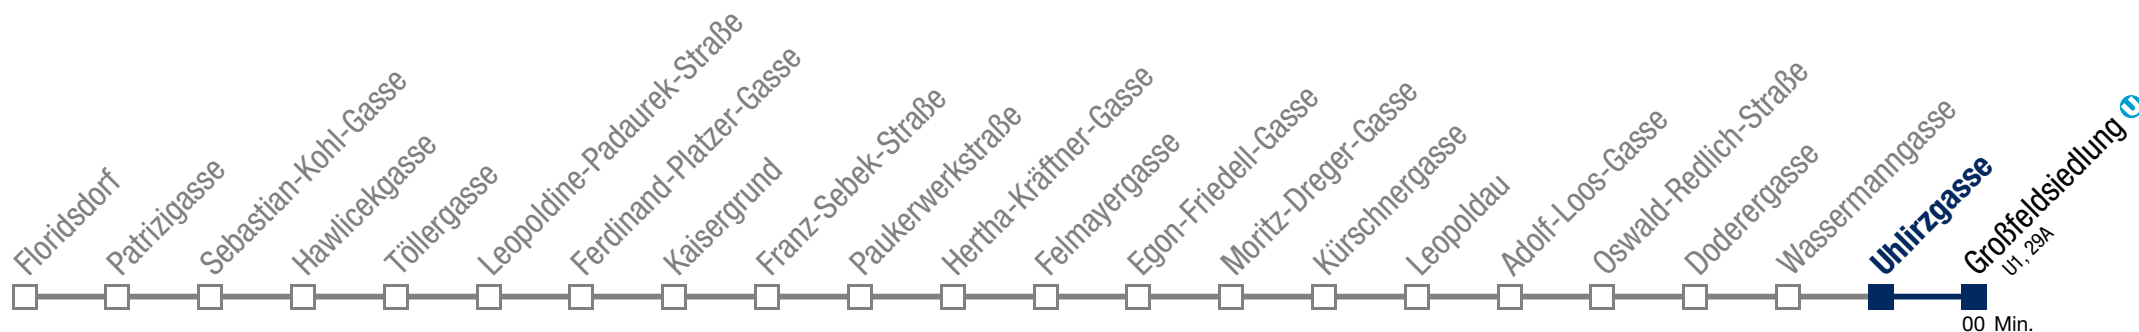 Floridsdorf
Patrizigasse
Sebastian-Kohl-Gasse
Hawlicekgasse
Töllergasse
Leopoldine-Padaurek-Straße
Ferdinand-Platzer-Gasse
Kaisergrund
Franz-Sebek-Straße
Paukerwerkstraße
Hertha-Kräftner-Gasse
Felmayergasse
Egon-Friedell-Gasse
Moritz-Dreger-Gasse
Kürschnergasse
Leopoldau
Adolf-Loos-Gasse
Oswald-Redlich-Straße
Doderergasse
Wassermanngasse
Uhlirzgasse
Großfeldsiedlung U
U1, 29A
00 Min.